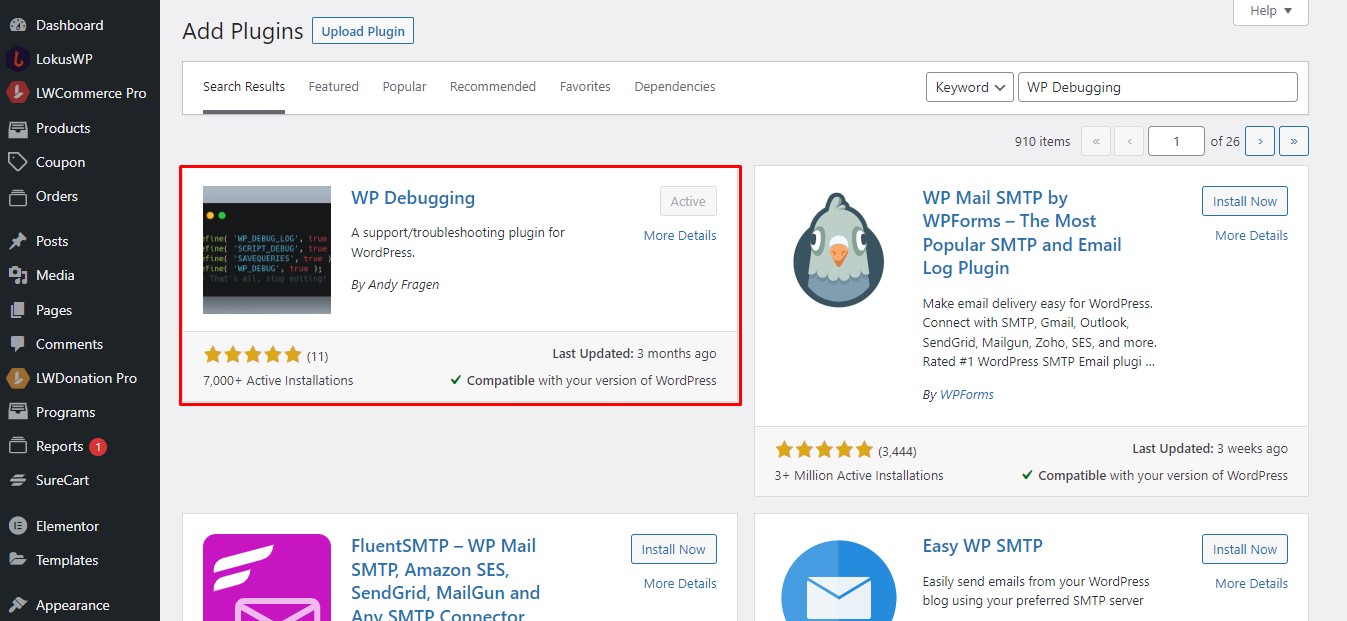 Dashboard
LokusWP
LWCommerce Pro
Products
Coupon
Orders
Posts
Media
Pages
Comments
LWDonation Pro
Programs
Reports 1
SureCart
Elementor
Templates
Appearance
Add Plugins Upload Plugin
Help
Search Results Featured Popular Recommended Favorites Dependencies Keyword WP Debugging
910 items « ‹ 1 of 26 › »
efine( 'WP_DEBUG_LOG', true
efine( 'SCRIPT_DEBUG', true
efine( 'SAVEQUERIES', true )
efine( 'WP_DEBUG', true );
That's all, stop editing!
WP Debugging
Active
A support/troubleshooting plugin for
WordPress.
More Details
By Andy Fragen
(11)
Last Updated: 3 months ago
7,000+ Active Installations
Compatible with your version of WordPress
WP Mail SMTP by
WPForms – The Most
Popular SMTP and Email
Log Plugin
Install Now
More Details
Make email delivery easy for WordPress.
Connect with SMTP, Gmail, Outlook,
SendGrid, Mailgun, Zoho, SES, and more.
Rated #1 WordPress SMTP Email plugi ...
By WPForms
(3,444)
Last Updated: 3 weeks ago
3+ Million Active Installations
Compatible with your version of WordPress
FluentSMTP – WP Mail
SMTP, Amazon SES,
SendGrid, MailGun and
Any SMTP Connector
Install Now
More Details
Easy WP SMTP
Install Now
More Details
Easily send emails from your WordPress
blog using your preferred SMTP server